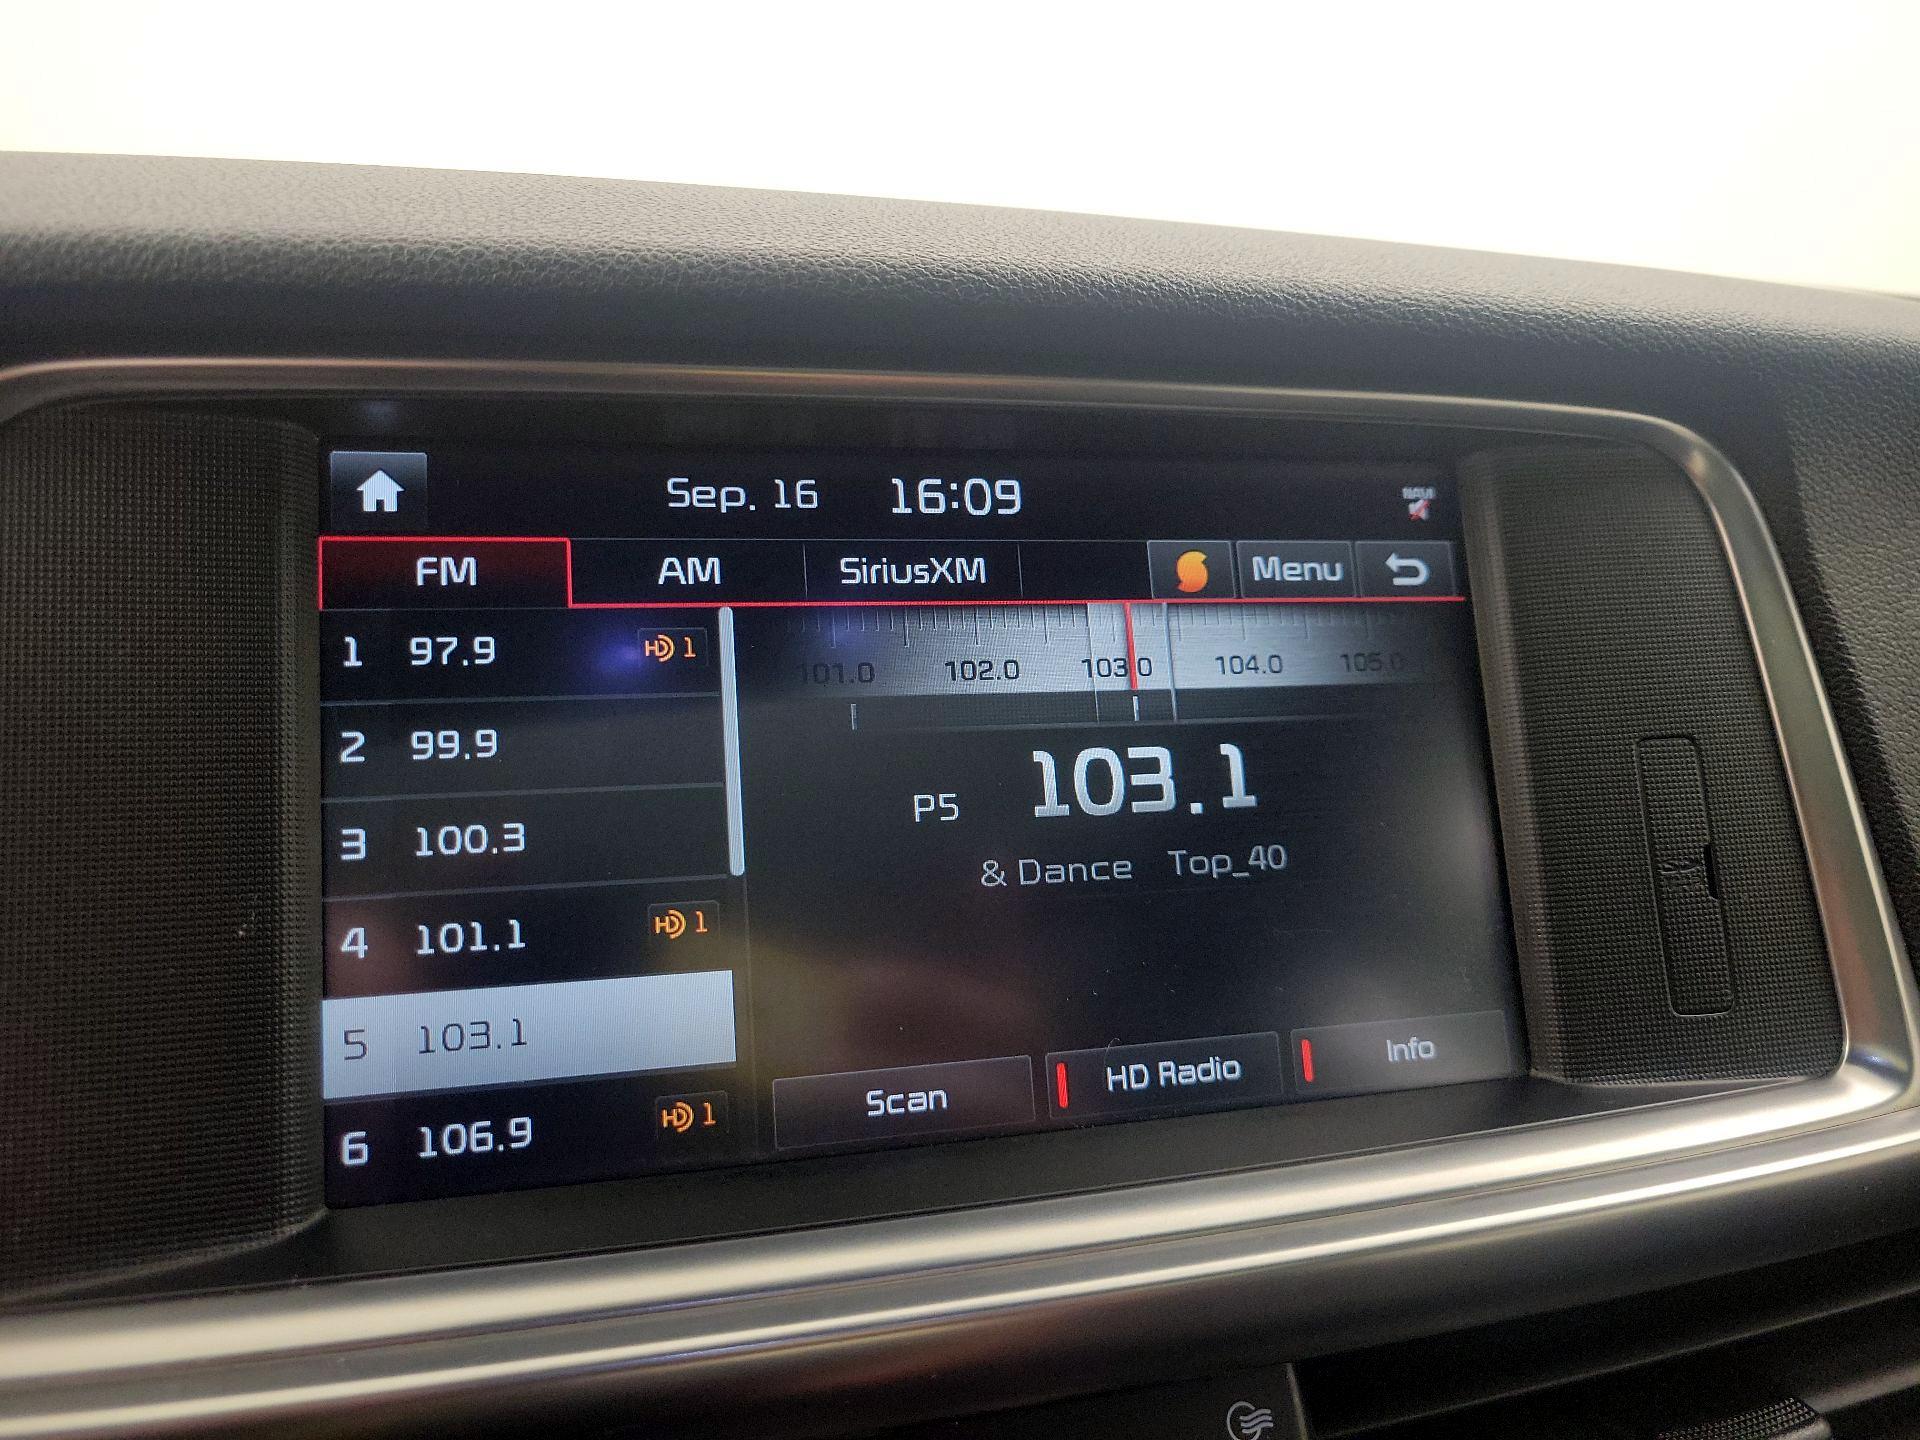 Sep. 16 16:09 NAVI
FM AM SiriusXM Menu
101.0 102.0 103.0 104.0 105.0
1 97.9 HD 1
2 99.9
3 100.3
4 101.1 HD 1
5 103.1
6 106.9 HD 1
P5 103.1
& Dance Top_40
Scan HD Radio Info